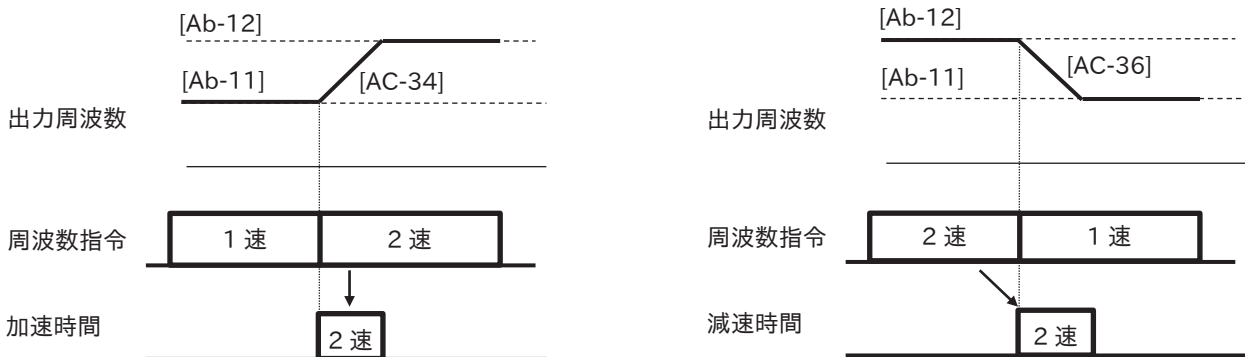 [Ab-12]
[Ab-11]
[AC-34]
出力周波数
周波数指令
1 速
2 速
加速時間
2 速
[Ab-12]
[Ab-11]
[AC-36]
出力周波数
周波数指令
2 速
1 速
減速時間
2 速